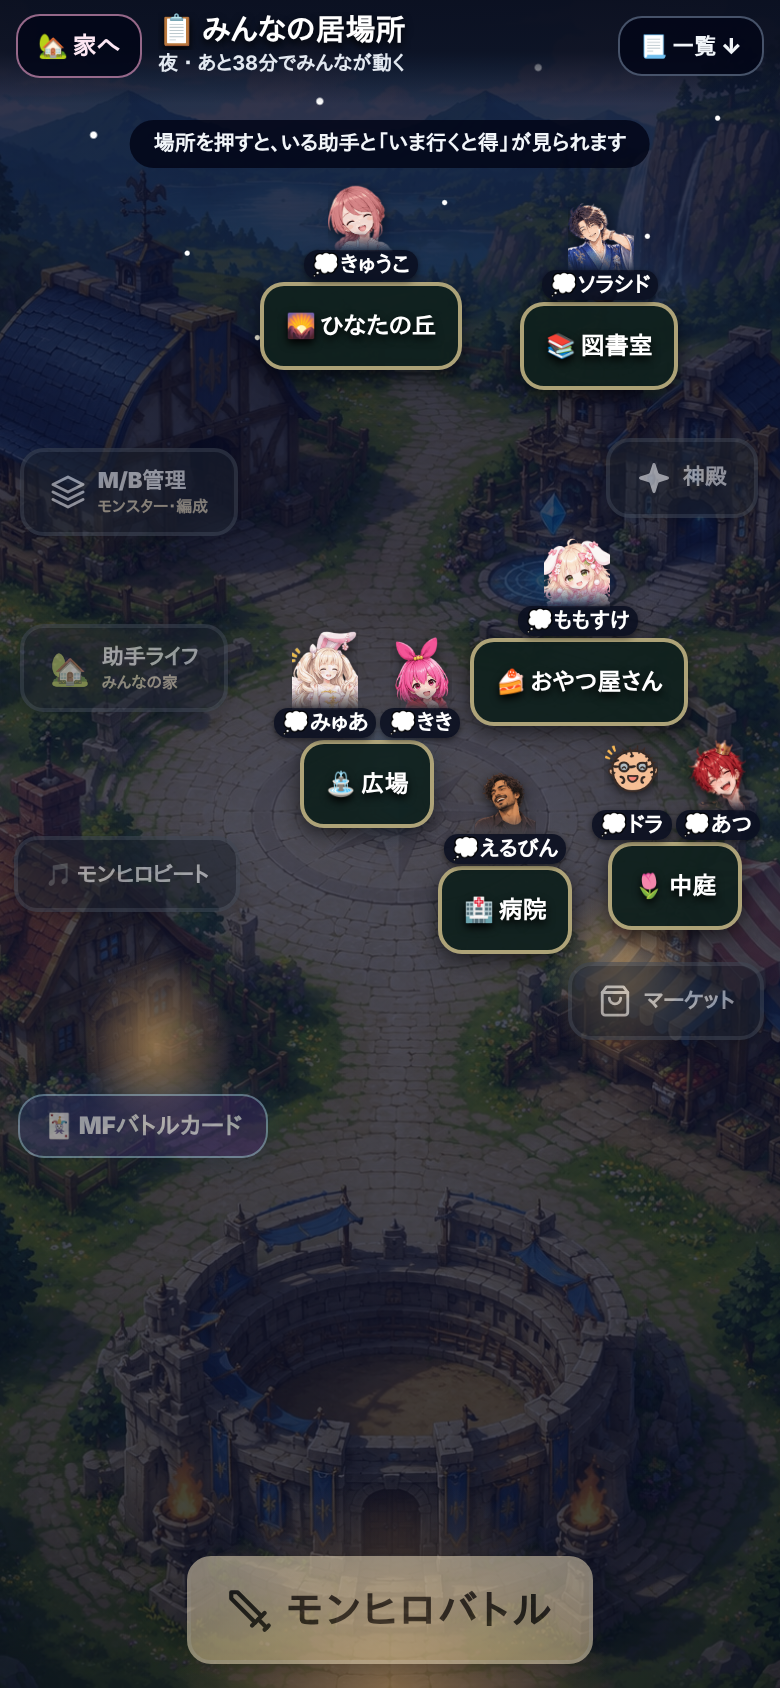 家へ
みんなの居場所
夜・あと38分でみんなが動く
一覧↓
場所を押すと、いる助手と「いま行くと得」が見られます
きゅうこ
ソラシド
ひなたの丘
図書室
M/B管理
モンスター・編成
神殿
ももすけ
助手ライフ
みんなの家
おやつ屋さん
みゅあ
きき
広場
ドラ
あつ
えるびん
モンヒロビート
病院
中庭
マーケット
MFバトルカード
モンヒロバトル